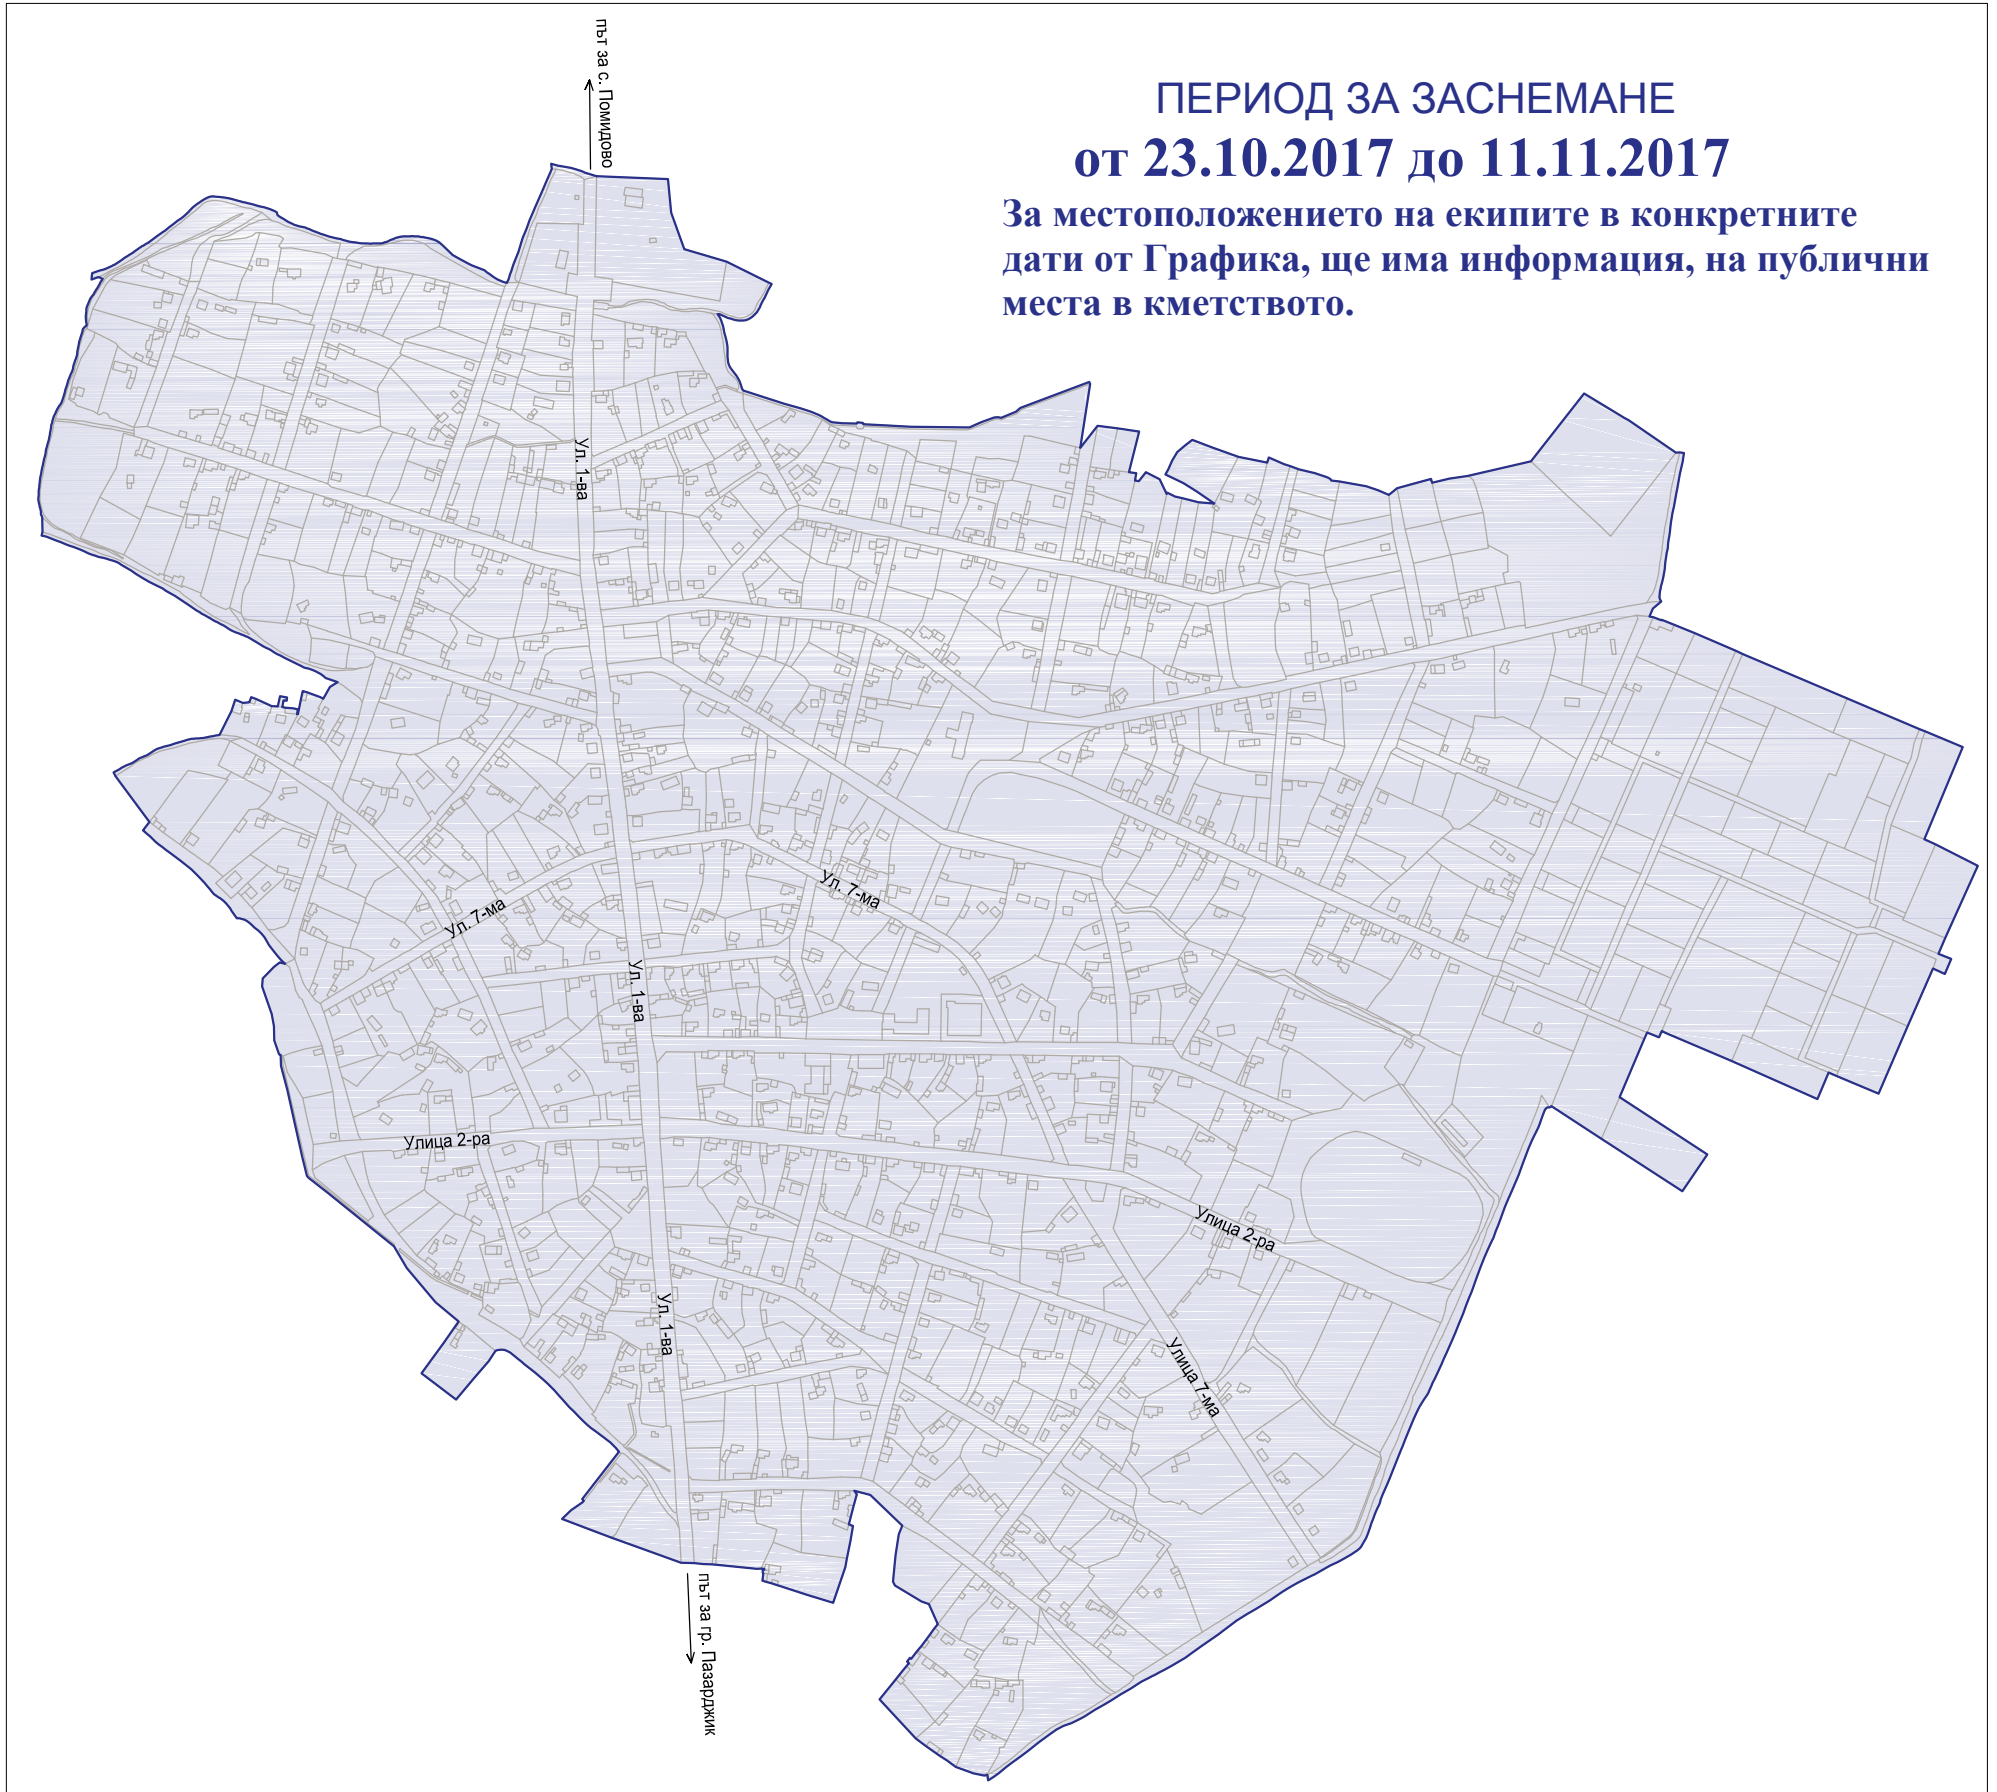 път за с. Помидово
ПЕРИОД ЗА ЗАСНЕМАНЕ
от 23.10.2017 до 11.11.2017
За местоположението на екипите в конкретните
дати от Графика, ще има информация, на публични
места в кметството.
Ул. 1-ва
Ул. 7-ма
Ул. 7-ма
Ул. 1-ва
Улица 2-ра
Улица 2-ра
Ул. 1-ва
Улица 7-ма
път за гр. Пазарджик